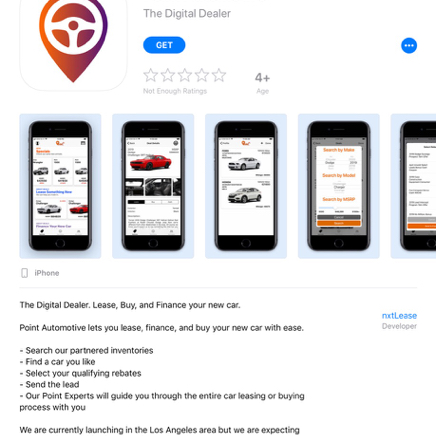 The Digital Dealer
GET
Not Enough Ratings
4+
Age
Search by Make
Search by Model
Search by MSRP
iPhone
The Digital Dealer. Lease, Buy, and Finance your new car.
nxtLease
Developer
Point Automotive lets you lease, finance, and buy your new car with ease.
- Search our partnered inventories
- Find a car you like
- Select your qualifying rebates
- Send the lead
- Our Point Experts will guide you through the entire car leasing or buying
process with you
We are currently launching in the Los Angeles area but we are expecting